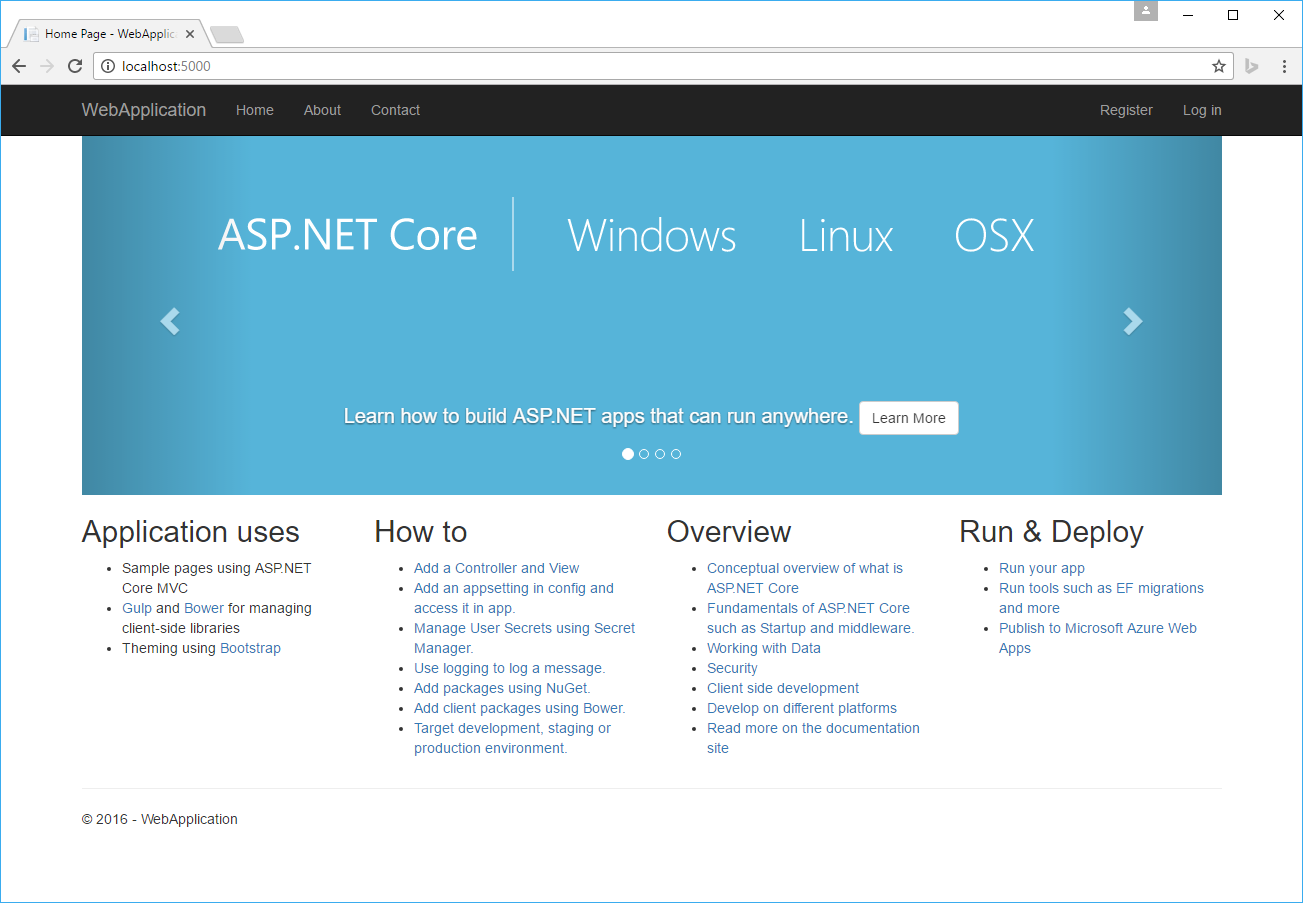 Home Page - WebApplic
localhost:5000
WebApplication Home About Contact Register Log in
ASP.NET Core Windows Linux OSX
Learn how to build ASP.NET apps that can run anywhere. Learn More
Application uses
Sample pages using ASP.NET
Core MVC
Gulp and Bower for managing
client-side libraries
Theming using Bootstrap
How to
Add a Controller and View
Add an appsetting in config and
access it in app.
Manage User Secrets using Secret
Manager.
Use logging to log a message.
Add packages using NuGet.
Add client packages using Bower.
Target development, staging or
production environment.
Overview
Conceptual overview of what is
ASP.NET Core
Fundamentals of ASP.NET Core
such as Startup and middleware.
Working with Data
Security
Client side development
Develop on different platforms
Read more on the documentation
site
Run & Deploy
Run your app
Run tools such as EF migrations
and more
Publish to Microsoft Azure Web
Apps
© 2016 - WebApplication